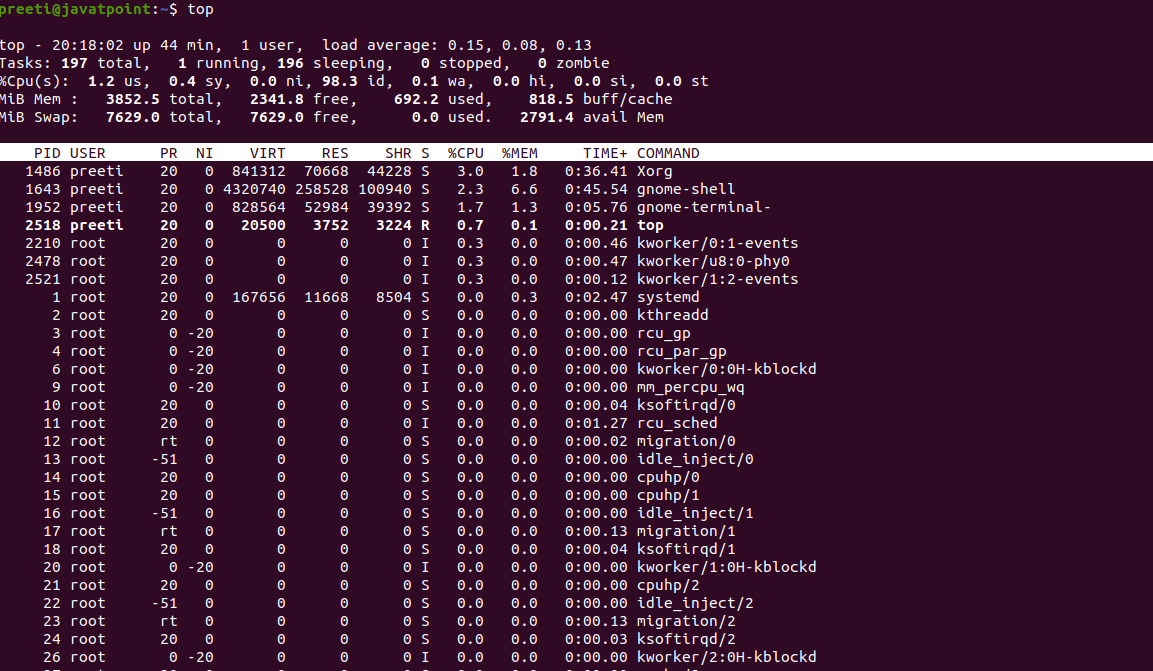 preeti@javatpoint:~$ top
top - 20:18:02 up 44 min,  1 user,  load average: 0.15, 0.08, 0.13
Tasks: 197 total,   1 running, 196 sleeping,   0 stopped,   0 zombie
%Cpu(s):  1.2 us,  0.4 sy,  0.0 ni, 98.3 id,  0.1 wa,  0.0 hi,  0.0 si,  0.0 st
MiB Mem :   3852.5 total,   2341.8 free,    692.2 used,    818.5 buff/cache
MiB Swap:   7629.0 total,   7629.0 free,      0.0 used.   2791.4 avail Mem
PID USER      PR  NI    VIRT    RES    SHR S  %CPU  %MEM     TIME+ COMMAND
1486 preeti    20   0  841312  70668  44228 S   3.0   1.8   0:36.41 Xorg
1643 preeti    20   0 4320740 258528 100940 S   2.3   6.6   0:45.54 gnome-shell
1952 preeti    20   0  828564  52984  39392 S   1.7   1.3   0:05.76 gnome-terminal-
2518 preeti    20   0   20500   3752   3224 R   0.7   0.1   0:00.21 top
2210 root      20   0       0      0      0 I   0.3   0.0   0:00.46 kworker/0:1-events
2478 root      20   0       0      0      0 I   0.3   0.0   0:00.47 kworker/u8:0-phy0
2521 root      20   0       0      0      0 I   0.3   0.0   0:00.12 kworker/1:2-events
1 root      20   0  167656  11668   8504 S   0.0   0.3   0:02.47 systemd
2 root      20   0       0      0      0 S   0.0   0.0   0:00.00 kthreadd
3 root       0 -20       0      0      0 I   0.0   0.0   0:00.00 rcu_gp
4 root       0 -20       0      0      0 I   0.0   0.0   0:00.00 rcu_par_gp
6 root       0 -20       0      0      0 I   0.0   0.0   0:00.00 kworker/0:0H-kblockd
9 root       0 -20       0      0      0 I   0.0   0.0   0:00.00 mm_percpu_wq
10 root      20   0       0      0      0 S   0.0   0.0   0:00.04 ksoftirqd/0
11 root      20   0       0      0      0 I   0.0   0.0   0:01.27 rcu_sched
12 root      rt   0       0      0      0 S   0.0   0.0   0:00.02 migration/0
13 root     -51   0       0      0      0 S   0.0   0.0   0:00.00 idle_inject/0
14 root      20   0       0      0      0 S   0.0   0.0   0:00.00 cpuhp/0
15 root      20   0       0      0      0 S   0.0   0.0   0:00.00 cpuhp/1
16 root     -51   0       0      0      0 S   0.0   0.0   0:00.00 idle_inject/1
17 root      rt   0       0      0      0 S   0.0   0.0   0:00.13 migration/1
18 root      20   0       0      0      0 S   0.0   0.0   0:00.04 ksoftirqd/1
20 root       0 -20       0      0      0 I   0.0   0.0   0:00.00 kworker/1:0H-kblockd
21 root      20   0       0      0      0 S   0.0   0.0   0:00.00 cpuhp/2
22 root     -51   0       0      0      0 S   0.0   0.0   0:00.00 idle_inject/2
23 root      rt   0       0      0      0 S   0.0   0.0   0:00.13 migration/2
24 root      20   0       0      0      0 S   0.0   0.0   0:00.03 ksoftirqd/2
26 root       0 -20       0      0      0 I   0.0   0.0   0:00.00 kworker/2:0H-kblockd